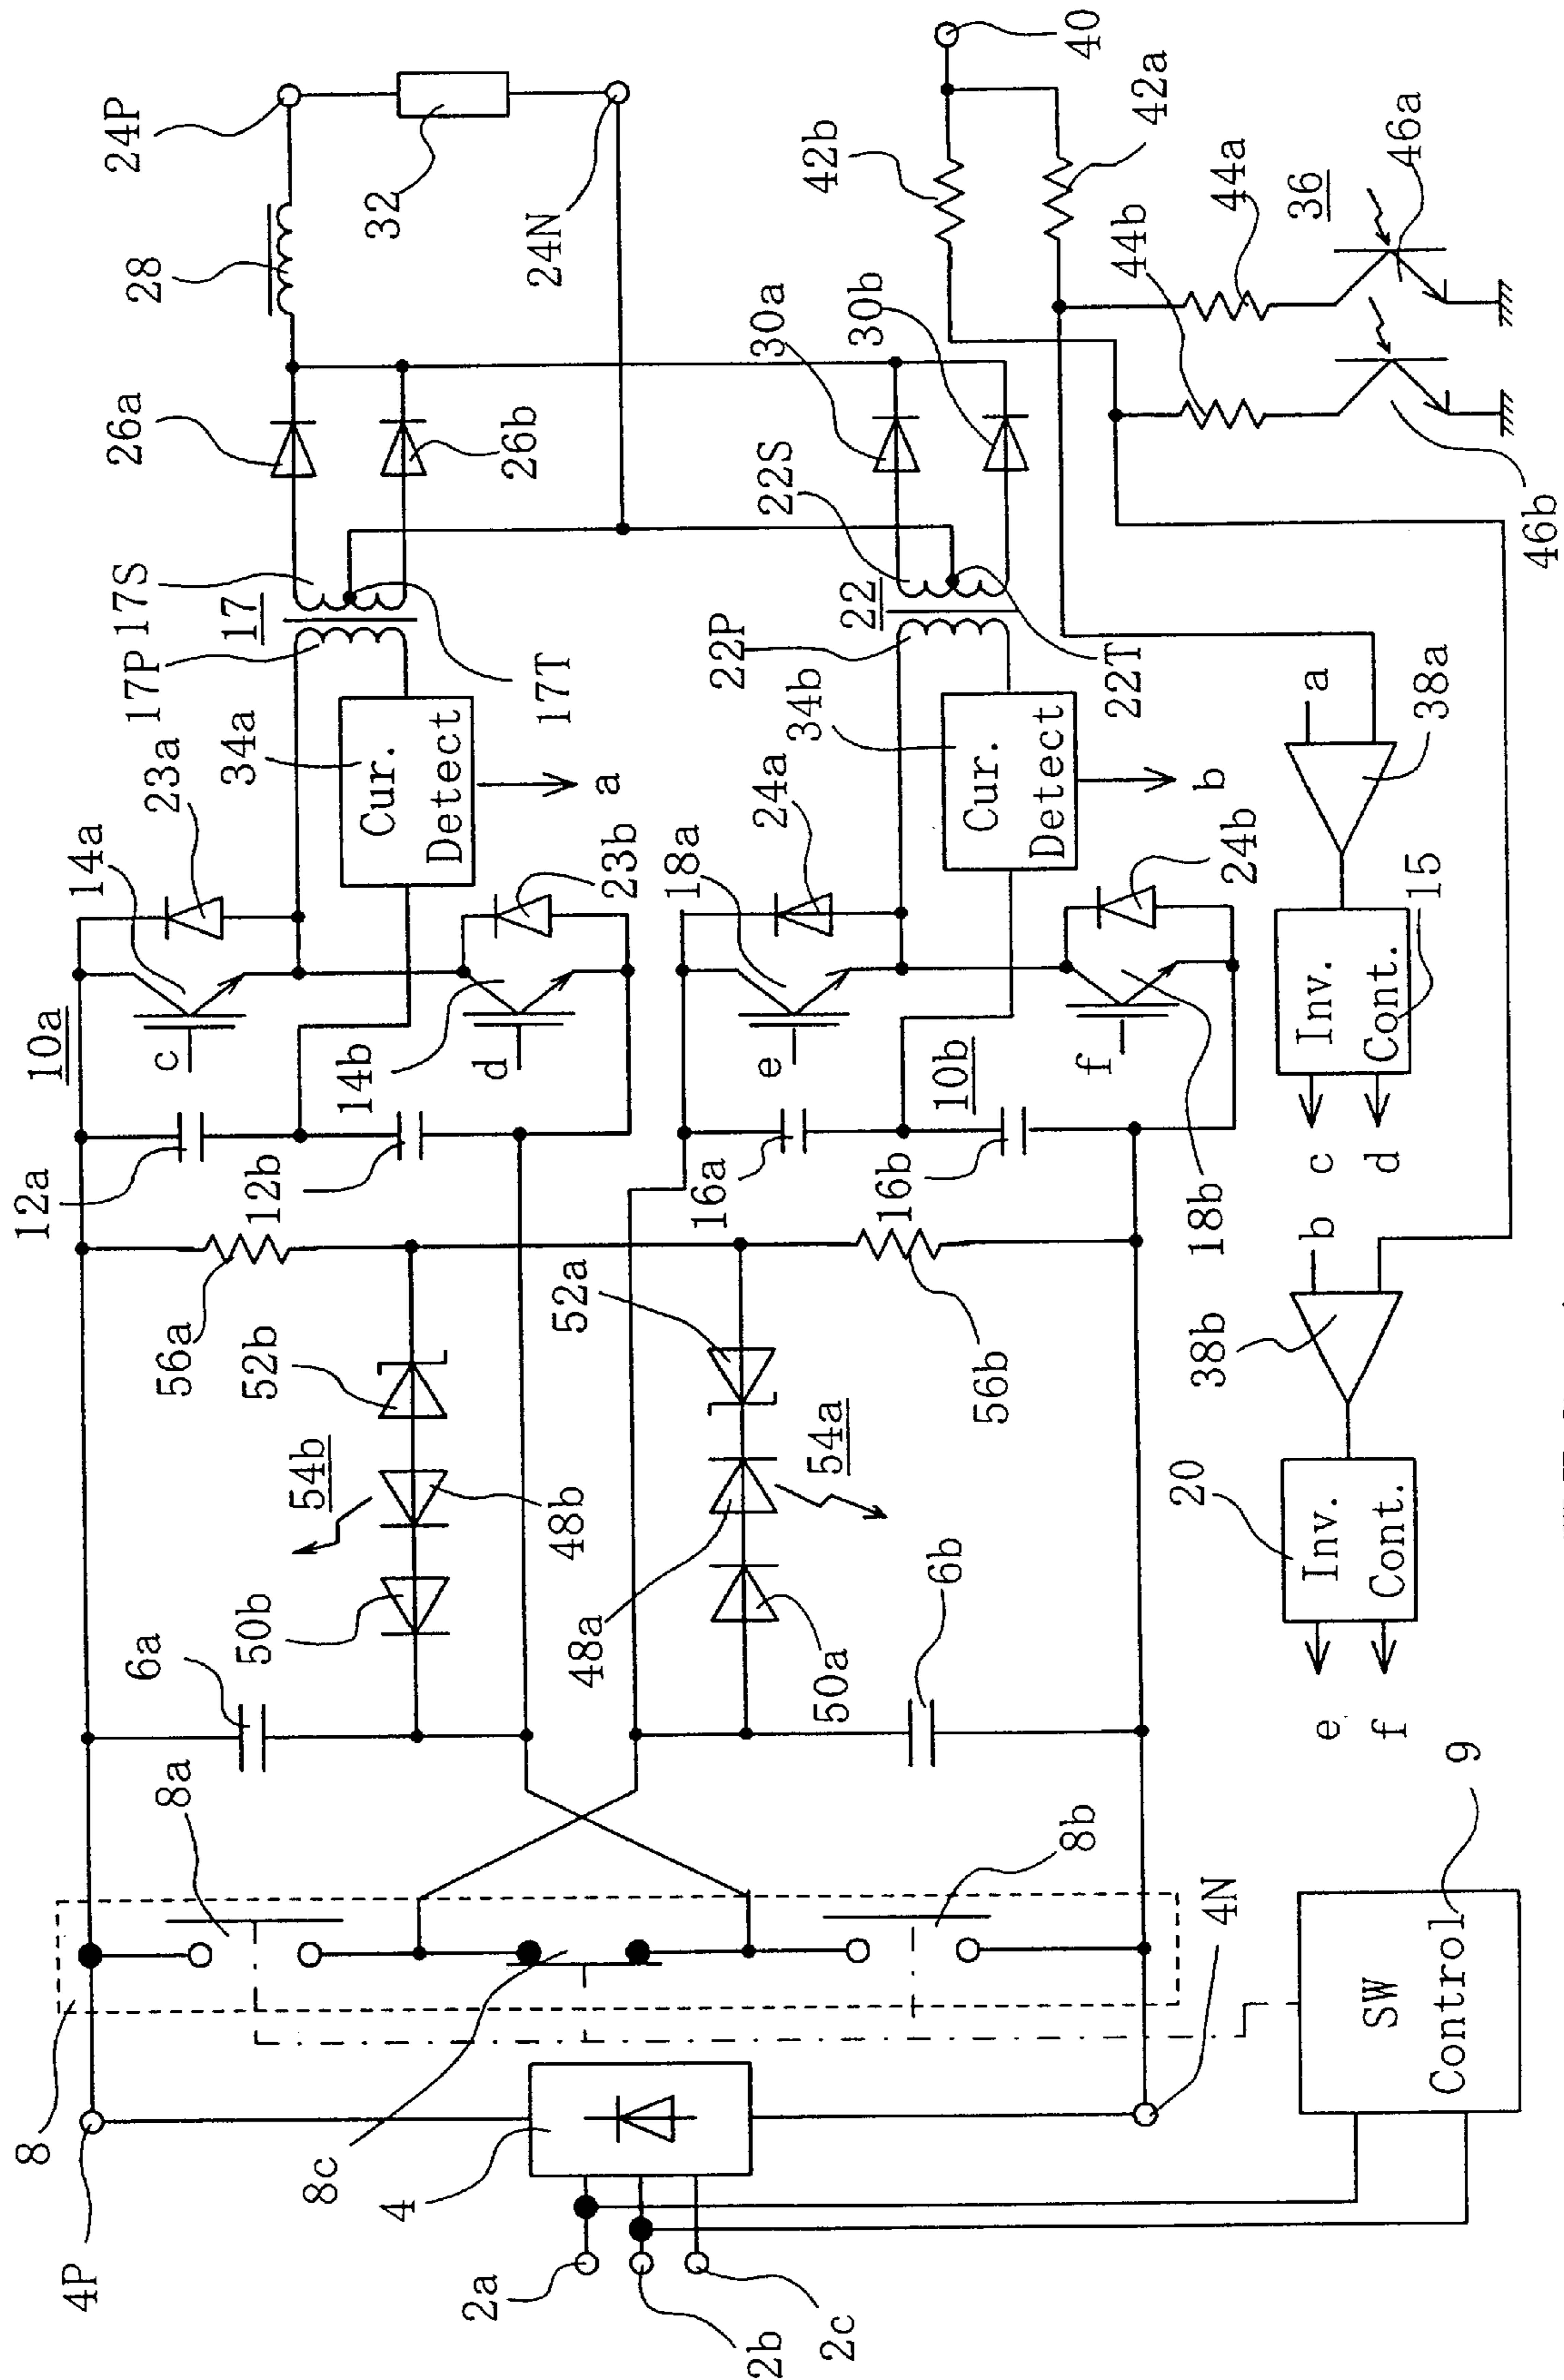 4P
8
8a
6a
50b
54b
48b
52b
56a
12a
12b
10a
14a
c
23a
34a
Cur.
Detect
a
14b
d
23b
17P
17
17S
17T
26a
26b
28
24P
32
24N
8c
4
2a
2b
2c
4N
8b
6b
50a
48a
54a
52a
56b
16a
16b
10b
18a
e
24a
34b
Cur.
Detect
b
18b
f
24b
22P
22
22S
22T
30a
30b
42b
42a
40
44b
44a
36
46a
46b
9
SW
Control
e
f
20
Inv.
Cont.
38b
b
c
d
15
Inv.
Cont.
38a
a